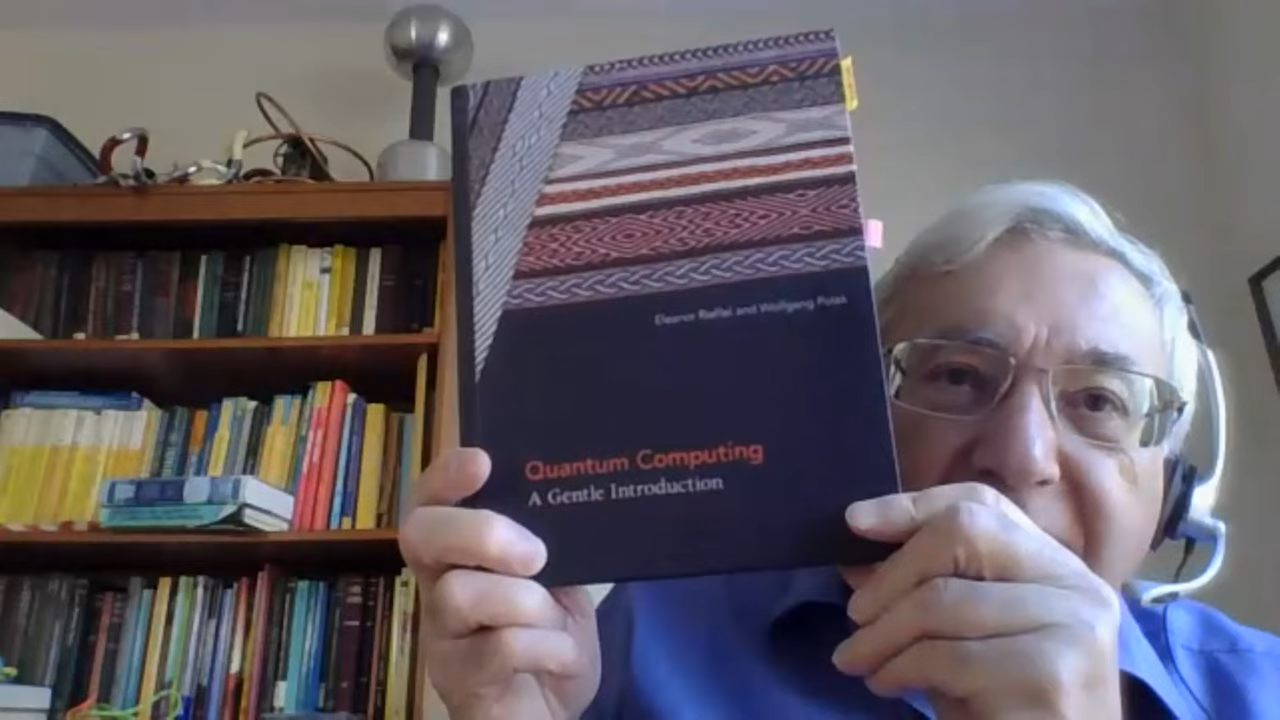 Eleanor Rieffel and Wolfgang Polak
Quantum Computing
A Gentle Introduction